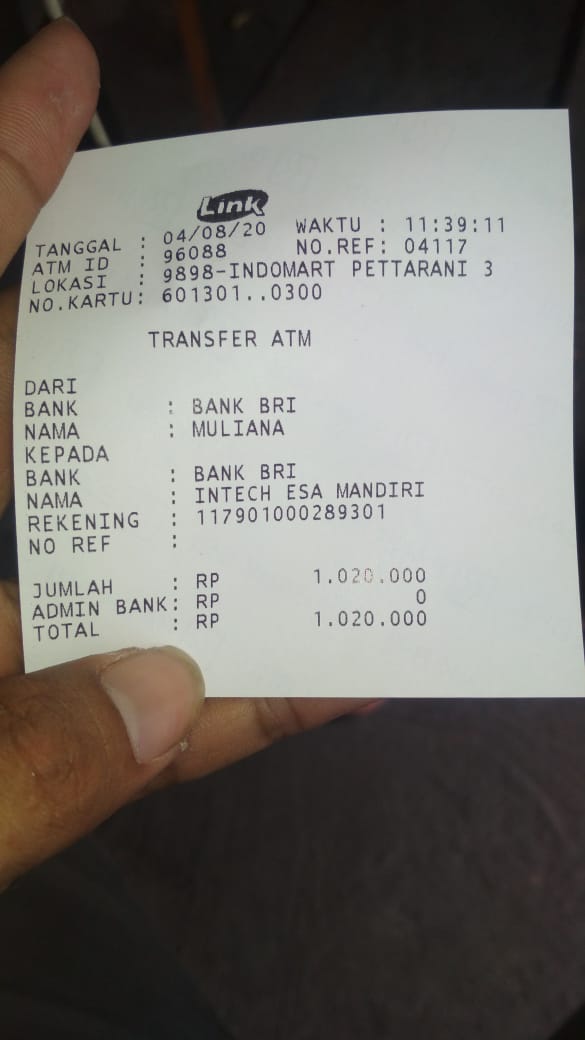 Link
TANGGAL : 04/08/20 WAKTU : 11:39:11
ATM ID : 96088 NO.REF: 04117
LOKASI : 9898-INDOMART PETTARANI 3
NO.KARTU: 601301..0300
TRANSFER ATM
DARI
BANK : BANK BRI
NAMA : MULIANA
KEPADA
BANK : BANK BRI
NAMA : INTECH ESA MANDIRI
REKENING : 117901000289301
NO REF :
JUMLAH : RP 1.020.000
ADMIN BANK: RP 0
TOTAL : RP 1.020.000